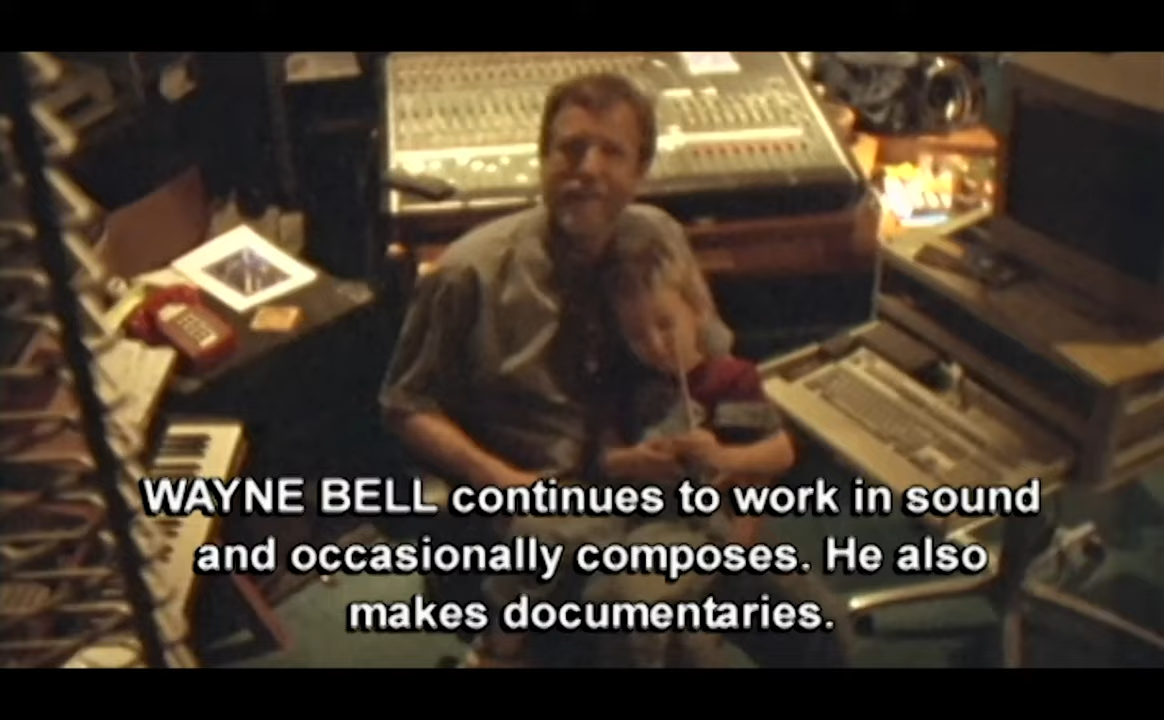 WAYNE BELL continues to work in sound
and occasionally composes. He also
makes documentaries.